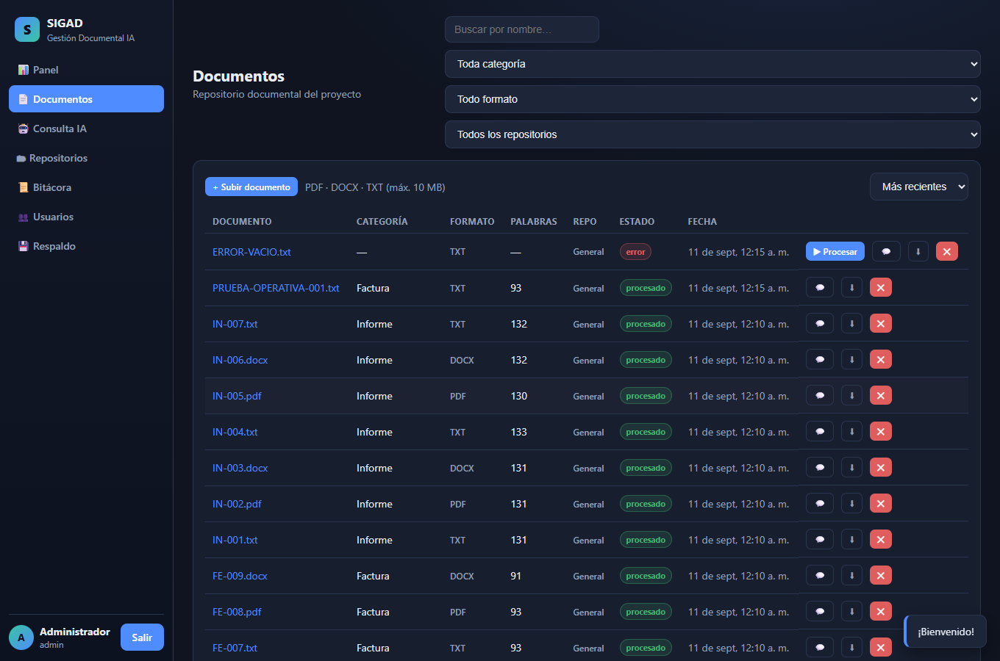 S
SIGAD
Gestión Documental IA
Panel
Documentos
Consulta IA
Repositorios
Bitácora
Usuarios
Respaldo
A
Administrador
admin
Salir
Documentos
Repositorio documental del proyecto
Buscar por nombre...
Toda categoría
Todo formato
Todos los repositorios
+ Subir documento PDF · DOCX · TXT (máx. 10 MB) Más recientes
DOCUMENTO CATEGORÍA FORMATO PALABRAS REPO ESTADO FECHA
ERROR-VACIO.txt — TXT — General error 11 de sept, 12:15 a. m. ▶ Procesar
PRUEBA-OPERATIVA-001.txt Factura TXT 93 General procesado 11 de sept, 12:15 a. m.
IN-007.txt Informe TXT 132 General procesado 11 de sept, 12:10 a. m.
IN-006.docx Informe DOCX 132 General procesado 11 de sept, 12:10 a. m.
IN-005.pdf Informe PDF 130 General procesado 11 de sept, 12:10 a. m.
IN-004.txt Informe TXT 133 General procesado 11 de sept, 12:10 a. m.
IN-003.docx Informe DOCX 131 General procesado 11 de sept, 12:10 a. m.
IN-002.pdf Informe PDF 131 General procesado 11 de sept, 12:10 a. m.
IN-001.txt Informe TXT 131 General procesado 11 de sept, 12:10 a. m.
FE-009.docx Factura DOCX 91 General procesado 11 de sept, 12:10 a. m.
FE-008.pdf Factura PDF 93 General procesado 11 de sept, 12:10 a. m.
FE-007.txt Factura TXT 93 General procesado 11 de sept, 12:10 a. m.
¡Bienvenido!